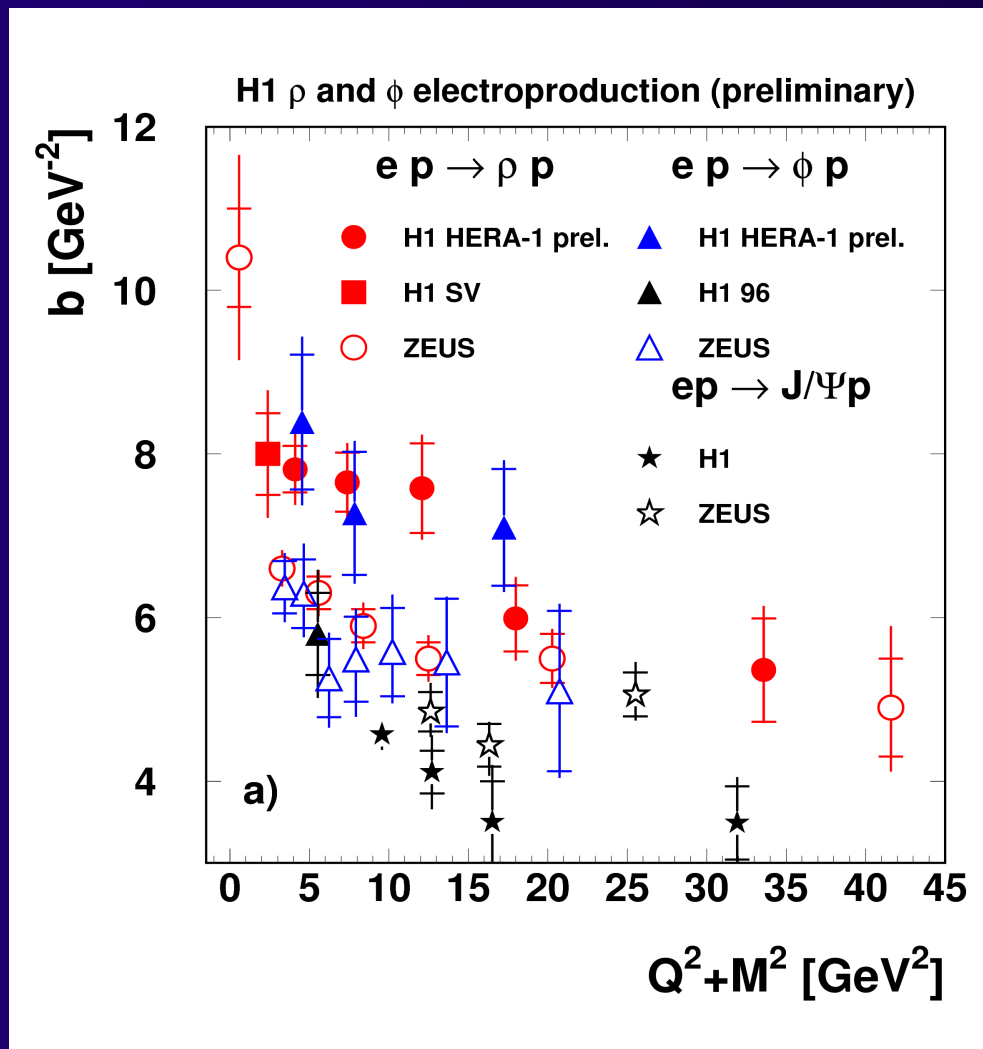 H1 ρ and ϕ electroproduction (preliminary)
b [GeV⁻²]
12
10
8
6
4
e p → ρ p
e p → ϕ p
H1 HERA-1 prel.
H1 HERA-1 prel.
H1 SV
H1 96
ZEUS
ZEUS
ep → J/Ψp
H1
ZEUS
a)
0 5 10 15 20 25 30 35 40 45
Q²+M² [GeV²]